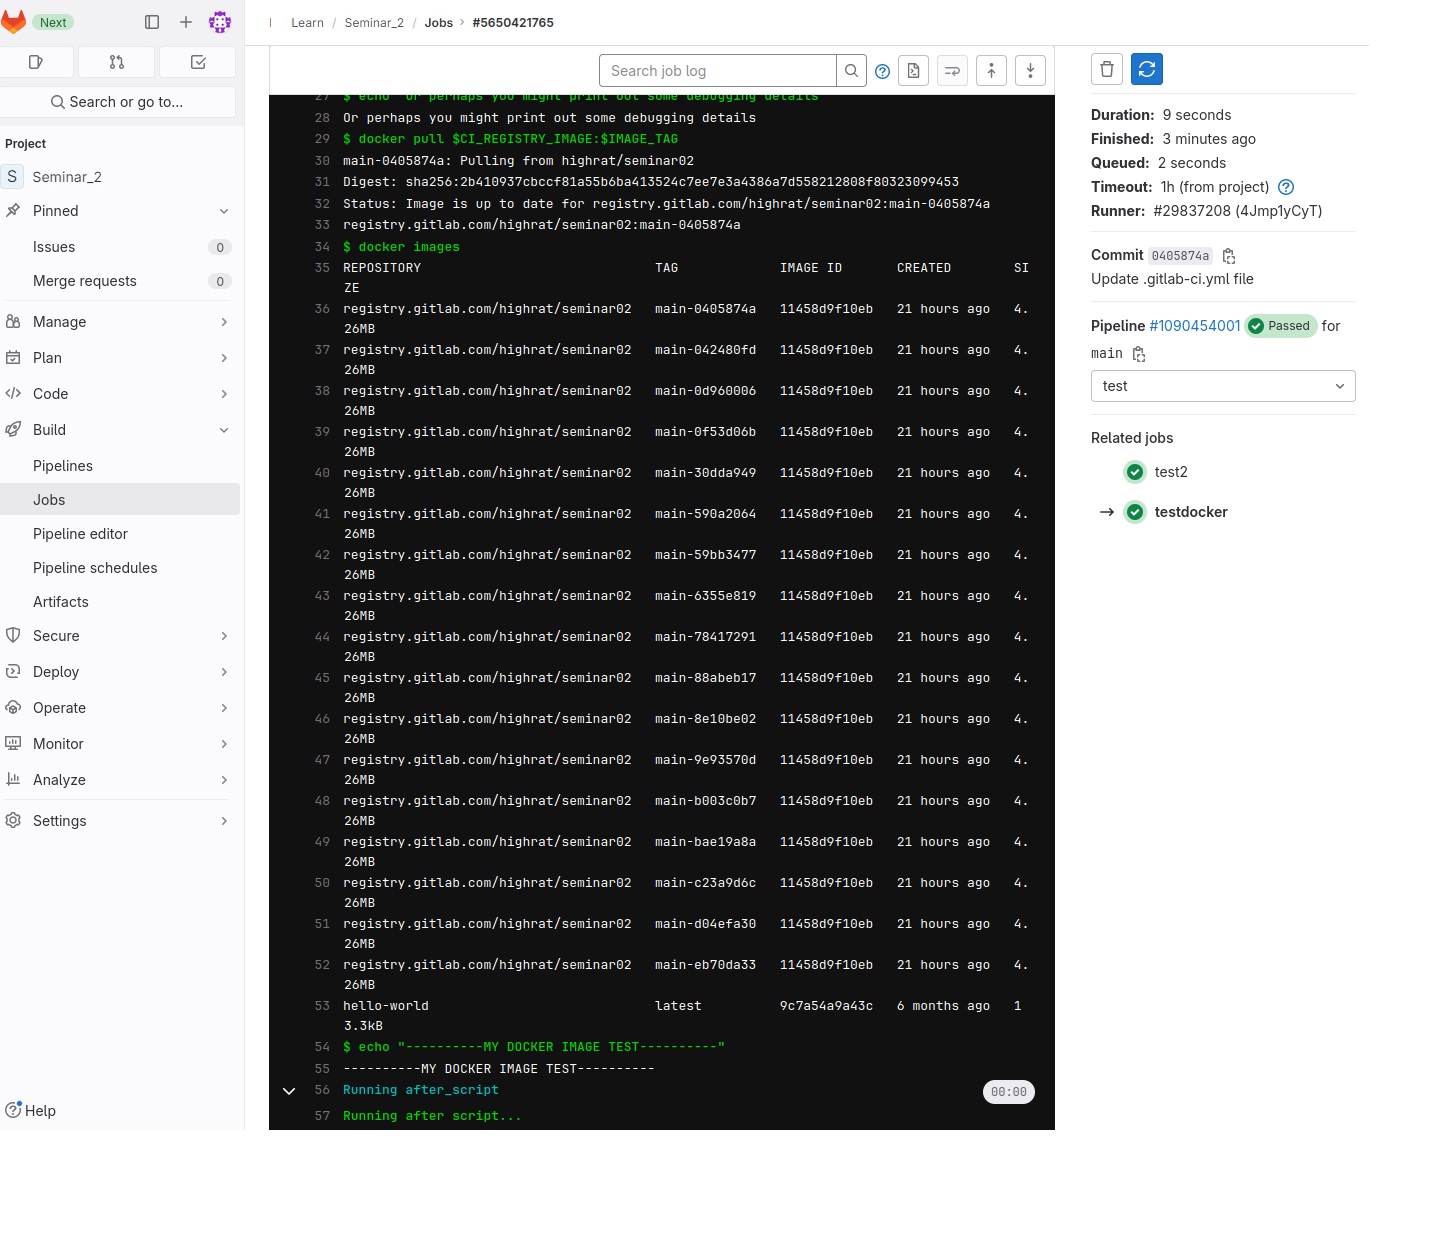 Next
Learn / Seminar_2 / Jobs > #5650421765
Search or go to...
Project
S Seminar_2
Pinned
Issues 0
Merge requests 0
Manage
Plan
Code
Build
Pipelines
Jobs
Pipeline editor
Pipeline schedules
Artifacts
Secure
Deploy
Operate
Monitor
Analyze
Settings
Help
Search job log
27 $ echo "Or perhaps you might print out some debugging details"
28 Or perhaps you might print out some debugging details
29 $ docker pull $CI_REGISTRY_IMAGE:$IMAGE_TAG
30 main-0405874a: Pulling from highrat/seminar02
31 Digest: sha256:2b410937cbccf81a55b6ba413524c7ee7e3a4386a7d558212808f80323099453
32 Status: Image is up to date for registry.gitlab.com/highrat/seminar02:main-0405874a
33 registry.gitlab.com/highrat/seminar02:main-0405874a
34 $ docker images
35 REPOSITORY TAG IMAGE ID CREATED SI
ZE
36 registry.gitlab.com/highrat/seminar02 main-0405874a 11458d9f10eb 21 hours ago 4.
26MB
37 registry.gitlab.com/highrat/seminar02 main-042480fd 11458d9f10eb 21 hours ago 4.
26MB
38 registry.gitlab.com/highrat/seminar02 main-0d960006 11458d9f10eb 21 hours ago 4.
26MB
39 registry.gitlab.com/highrat/seminar02 main-0f53d06b 11458d9f10eb 21 hours ago 4.
26MB
40 registry.gitlab.com/highrat/seminar02 main-30dda949 11458d9f10eb 21 hours ago 4.
26MB
41 registry.gitlab.com/highrat/seminar02 main-590a2064 11458d9f10eb 21 hours ago 4.
26MB
42 registry.gitlab.com/highrat/seminar02 main-59bb3477 11458d9f10eb 21 hours ago 4.
26MB
43 registry.gitlab.com/highrat/seminar02 main-6355e819 11458d9f10eb 21 hours ago 4.
26MB
44 registry.gitlab.com/highrat/seminar02 main-78417291 11458d9f10eb 21 hours ago 4.
26MB
45 registry.gitlab.com/highrat/seminar02 main-88abeb17 11458d9f10eb 21 hours ago 4.
26MB
46 registry.gitlab.com/highrat/seminar02 main-8e10be02 11458d9f10eb 21 hours ago 4.
26MB
47 registry.gitlab.com/highrat/seminar02 main-9e93570d 11458d9f10eb 21 hours ago 4.
26MB
48 registry.gitlab.com/highrat/seminar02 main-b003c0b7 11458d9f10eb 21 hours ago 4.
26MB
49 registry.gitlab.com/highrat/seminar02 main-bae19a8a 11458d9f10eb 21 hours ago 4.
26MB
50 registry.gitlab.com/highrat/seminar02 main-c23a9d6c 11458d9f10eb 21 hours ago 4.
26MB
51 registry.gitlab.com/highrat/seminar02 main-d04efa30 11458d9f10eb 21 hours ago 4.
26MB
52 registry.gitlab.com/highrat/seminar02 main-eb70da33 11458d9f10eb 21 hours ago 4.
26MB
53 hello-world latest 9c7a54a9a43c 6 months ago 1
3.3kB
54 $ echo "----------MY DOCKER IMAGE TEST----------"
55 ----------MY DOCKER IMAGE TEST----------
56 Running after_script 00:00
57 Running after script...
Duration: 9 seconds
Finished: 3 minutes ago
Queued: 2 seconds
Timeout: 1h (from project)
Runner: #29837208 (4Jmp1yCyT)
Commit 0405874a
Update .gitlab-ci.yml file
Pipeline #1090454001 Passed for
main
test
Related jobs
test2
→ testdocker